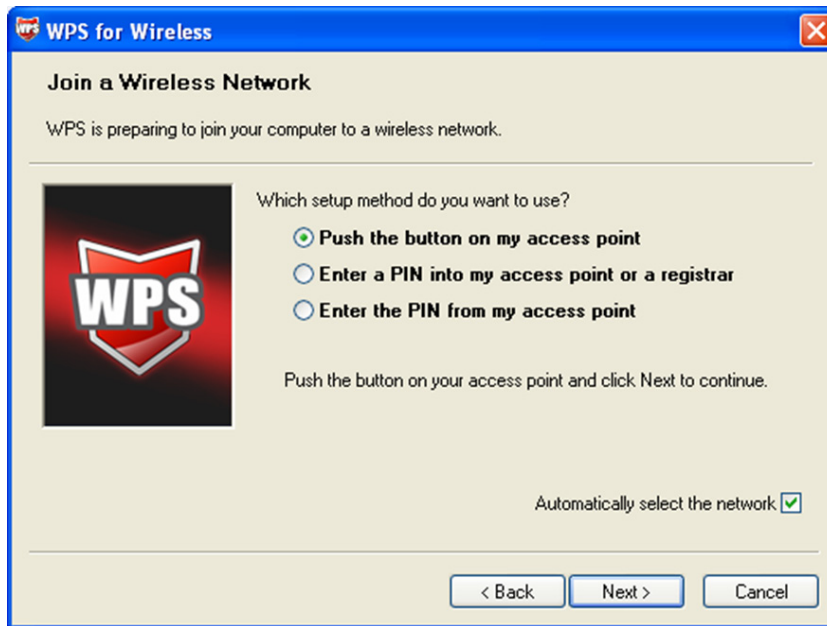 WPS for Wireless
Join a Wireless Network
WPS is preparing to join your computer to a wireless network.
Which setup method do you want to use?
Push the button on my access point
Enter a PIN into my access point or a registrar
Enter the PIN from my access point
WPS
Push the button on your access point and click Next to continue.
Automatically select the network
< Back Next > Cancel